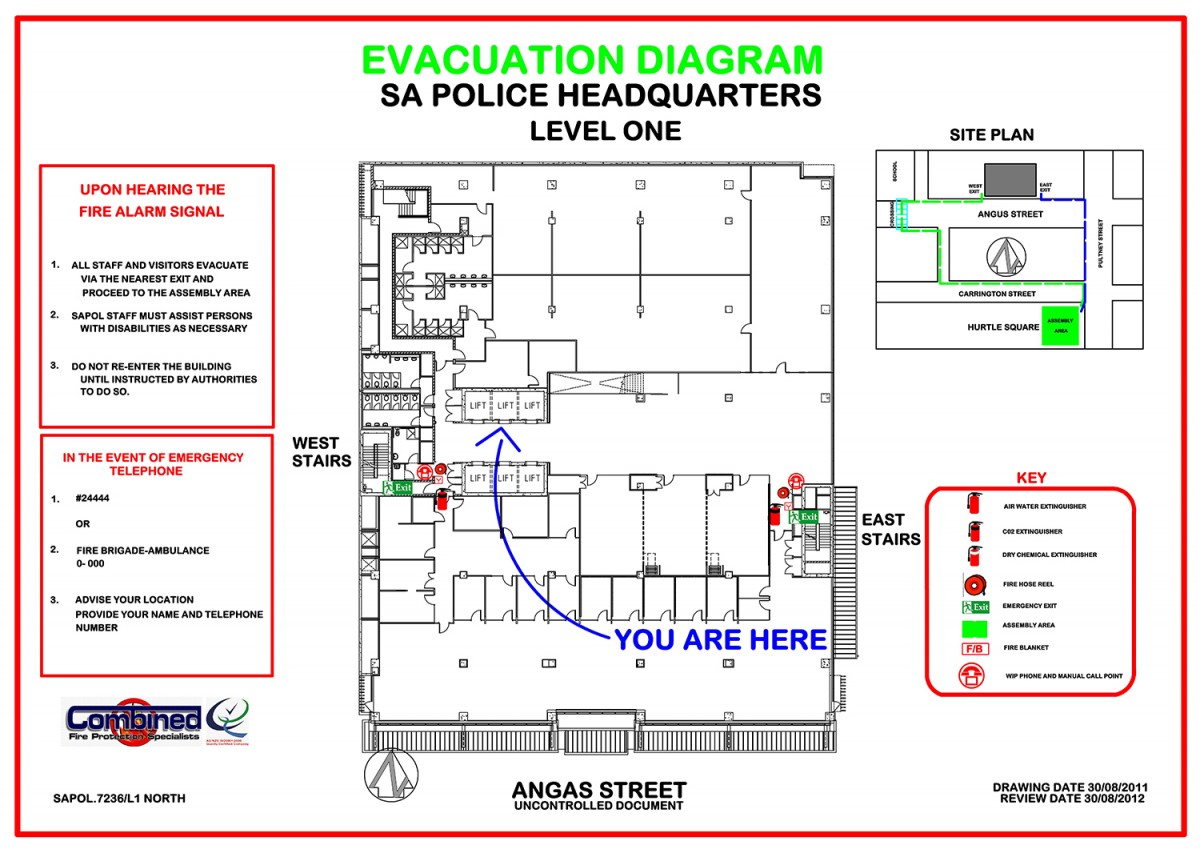 EVACUATION DIAGRAM
SA POLICE HEADQUARTERS
LEVEL ONE
UPON HEARING THE
FIRE ALARM SIGNAL
1. ALL STAFF AND VISITORS EVACUATE
VIA THE NEAREST EXIT AND
PROCEED TO THE ASSEMBLY AREA
2. SAPOL STAFF MUST ASSIST PERSONS
WITH DISABILITIES AS NECESSARY
3. DO NOT RE-ENTER THE BUILDING
UNTIL INSTRUCTED BY AUTHORITIES
TO DO SO.
IN THE EVENT OF EMERGENCY
TELEPHONE
1. #24444
OR
2. FIRE BRIGADE-AMBULANCE
0- 000
3. ADVISE YOUR LOCATION
PROVIDE YOUR NAME AND TELEPHONE
NUMBER
Combined
Fire Protection Specialists
SAPOL.7236/L1 NORTH
WEST
STAIRS
LIFT LIFT LIFT
LIFT LIFT LIFT
Exit
Exit
EAST
STAIRS
YOU ARE HERE
ANGAS STREET
UNCONTROLLED DOCUMENT
SITE PLAN
SCHOOL
WEST
EXIT
EAST
EXIT
CROSSING
ANGUS STREET
PULTNEY STREET
CARRINGTON STREET
HURTLE SQUARE
ASSEMBLY
AREA
KEY
AIR WATER EXTINGUISHER
C02 EXTINGUISHER
DRY CHEMICAL EXTINGUISHER
FIRE HOSE REEL
Exit
EMERGENCY EXIT
ASSEMBLY AREA
F/B
FIRE BLANKET
WIP PHONE AND MANUAL CALL POINT
DRAWING DATE 30/08/2011
REVIEW DATE 30/08/2012